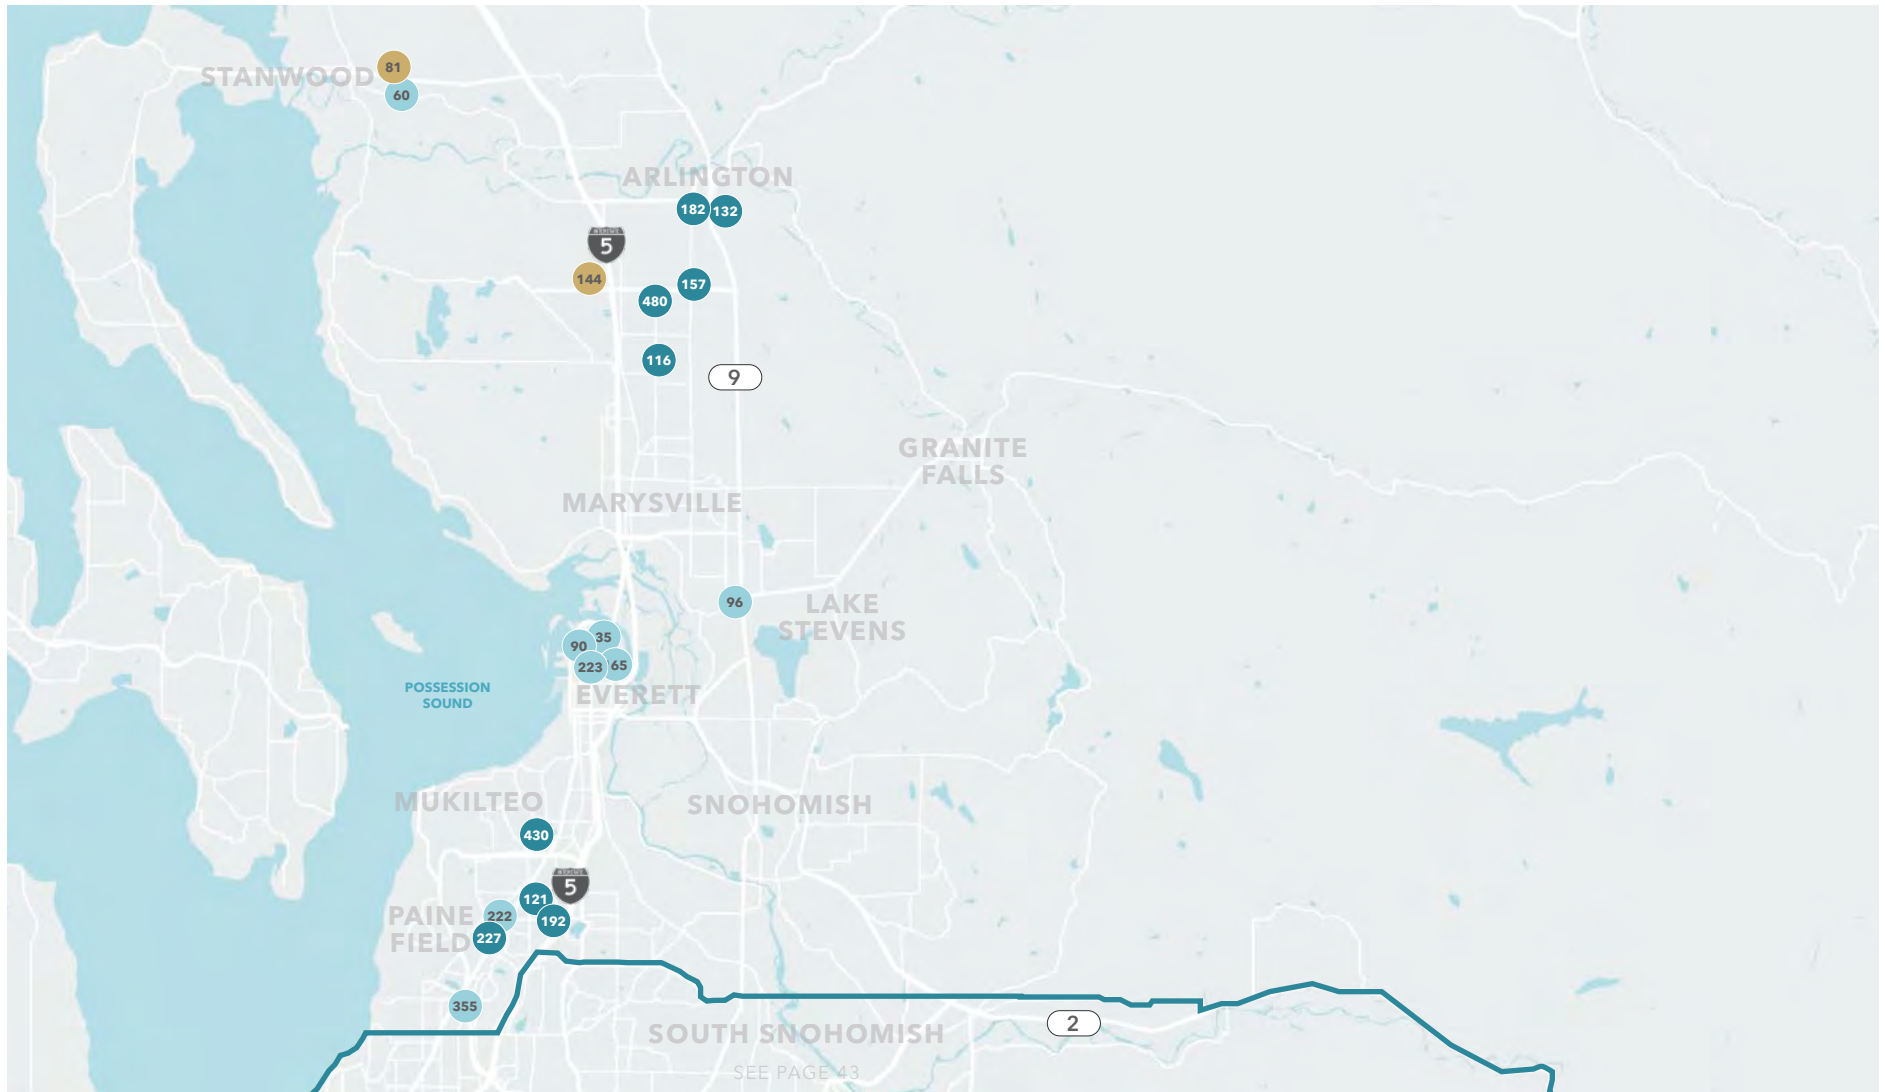 81
STANWOOD
60
ARLINGTON
182
132
INTERSTATE
5
144
157
480
116
9
GRANITE
FALLS
MARYSVILLE
96
LAKE
STEVENS
35
90
65
223
EVERETT
POSSESSION
SOUND
MUKILTEO
SNOHOMISH
430
INTERSTATE
5
121
PAINE
FIELD
222
192
227
355
2
SOUTH SNOHOMISH
SEE PAGE 43